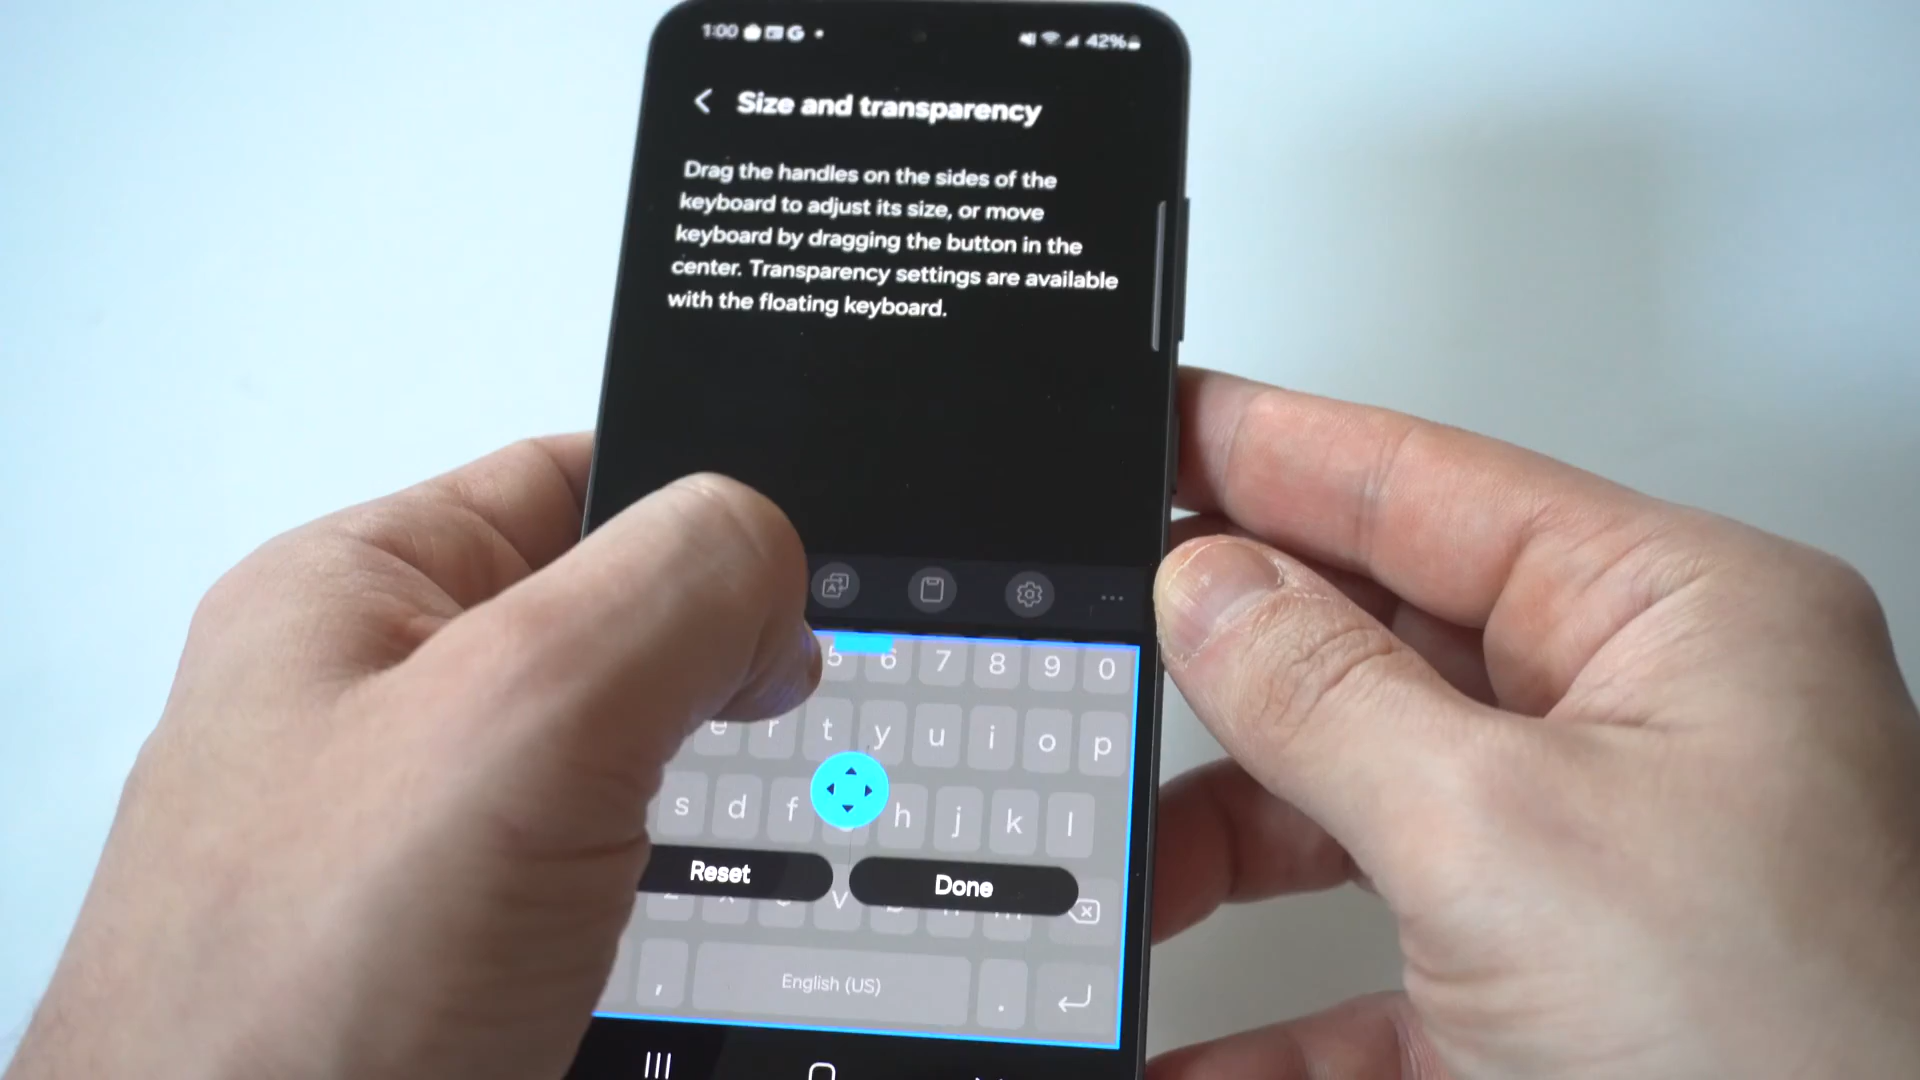 1:00 G 42%
Size and transparency
Drag the handles on the sides of the
keyboard to adjust its size, or move
keyboard by dragging the button in the
center. Transparency settings are available
with the floating keyboard.
5 6 7 8 9 0
e r t y u i o p
s d f h j k l
Reset Done
v
, English (US) .